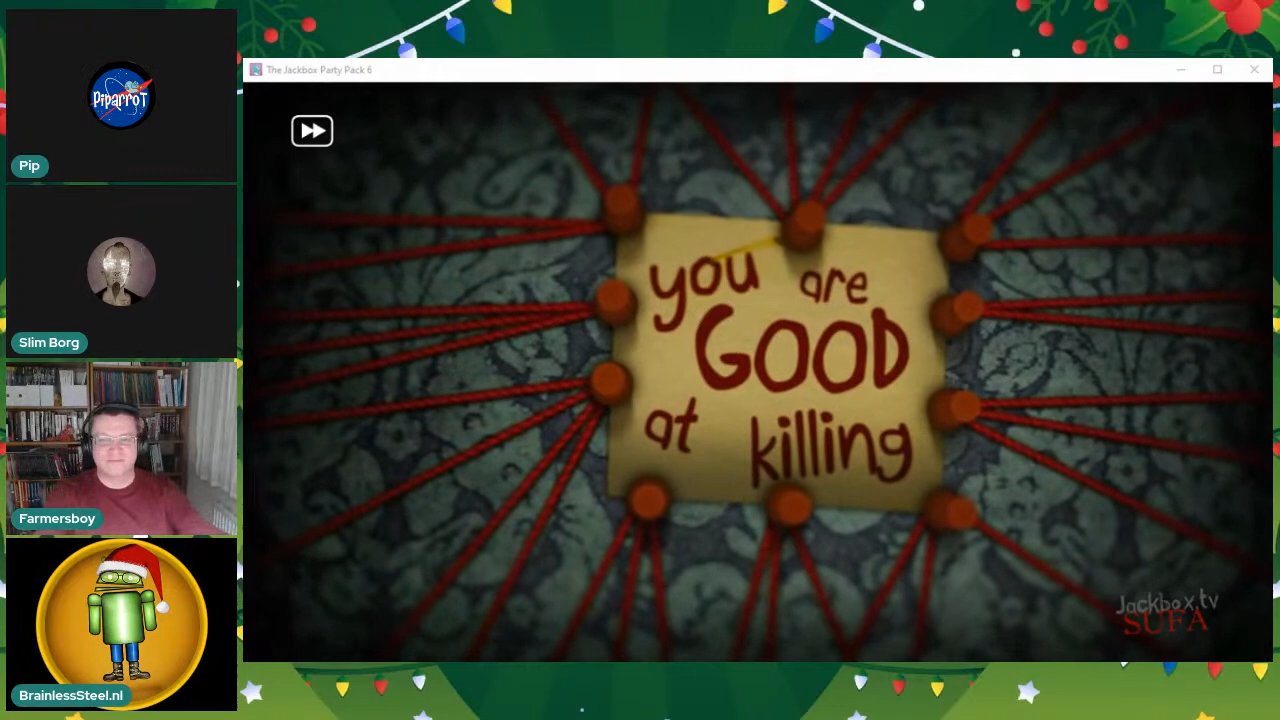 Piparrot
Pip
Slim Borg
Farmersboy
BrainlessSteel.nl
The Jackbox Party Pack 6
you are
GOOD
at killing
Jackbox.tv
SUFA